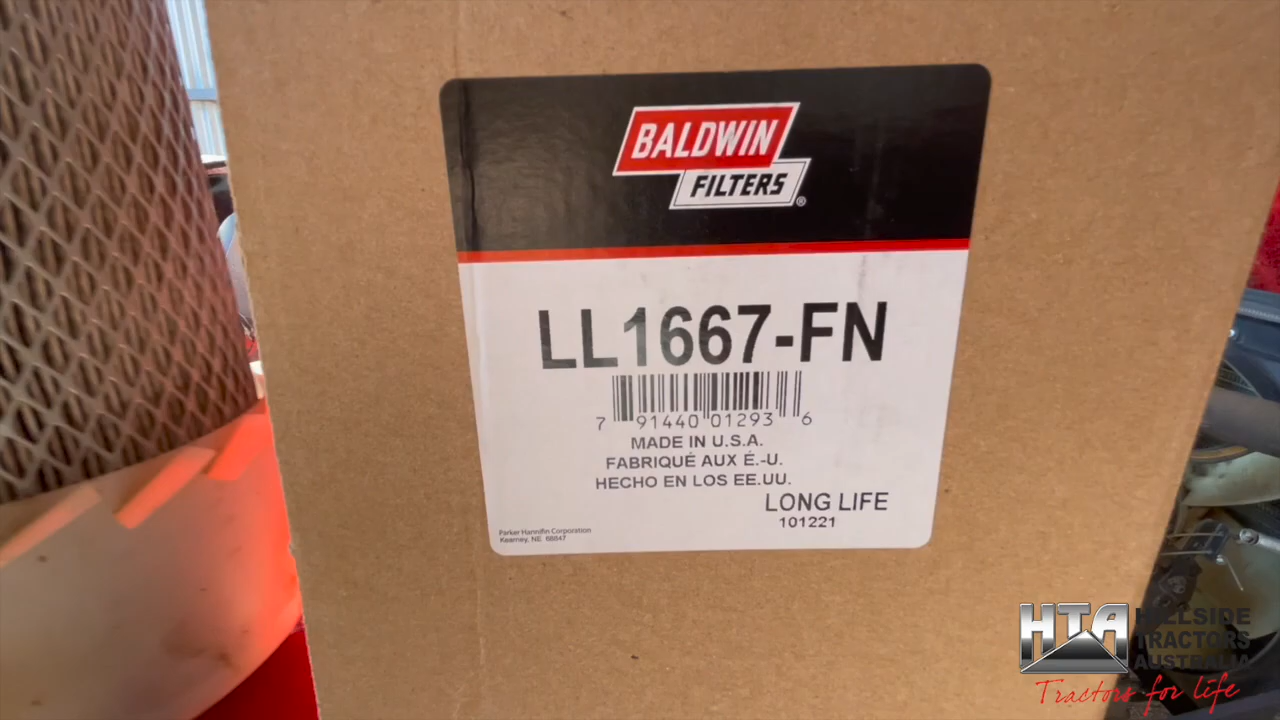 BALDWIN
FILTERS®
LL1667-FN
7 91440 01293 6
MADE IN U.S.A.
FABRIQUÉ AUX É.-U.
HECHO EN LOS EE.UU.
LONG LIFE
101221
Parker Hannifin Corporation
Kearney, NE 68847
HTA HILLSIDE
TRACTORS
AUSTRALIA
Tractors for life